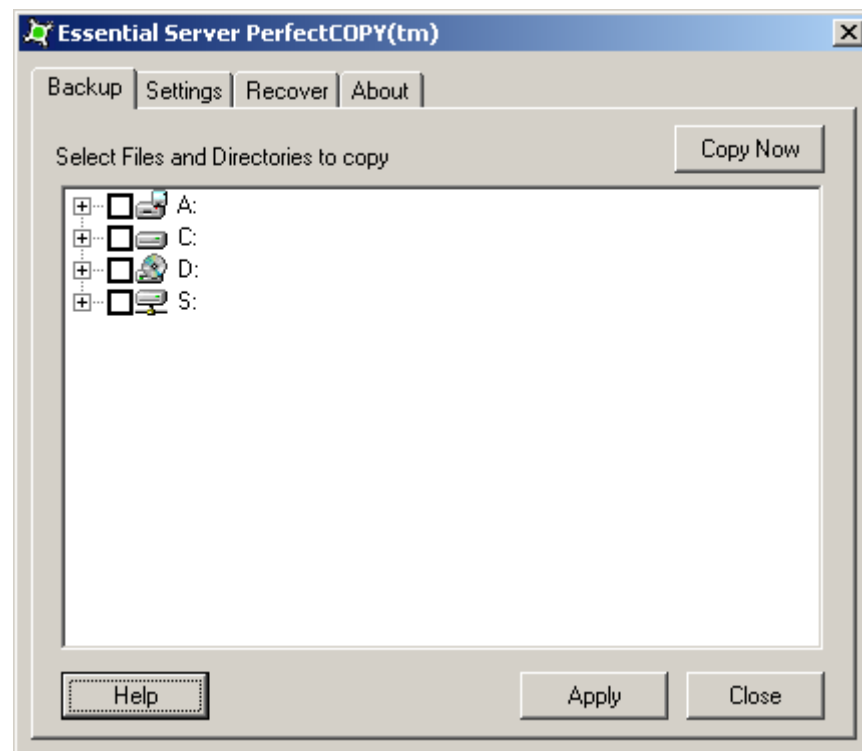 Essential Server PerfectCOPY(tm)
Backup Settings Recover About
Select Files and Directories to copy
Copy Now
A:
C:
D:
S:
Help Apply Close